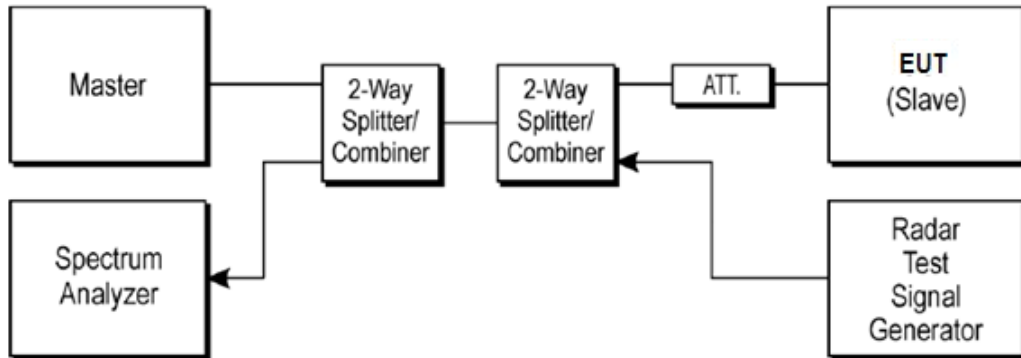 Master
2-Way
Splitter/
Combiner
2-Way
Splitter/
Combiner
ATT.
EUT
(Slave)
Spectrum
Analyzer
Radar
Test
Signal
Generator